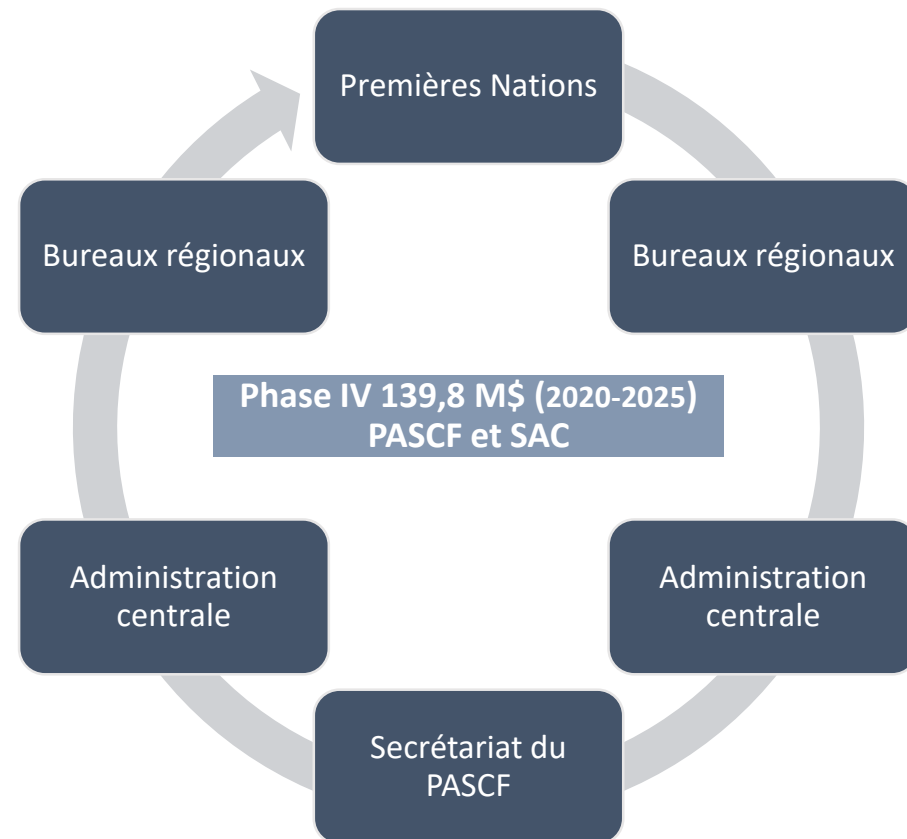 Premières Nations
Bureaux régionaux
Bureaux régionaux
Phase IV 139,8 M$ (2020-2025)
PASCF et SAC
Administration
centrale
Administration
centrale
Secrétariat du
PASCF